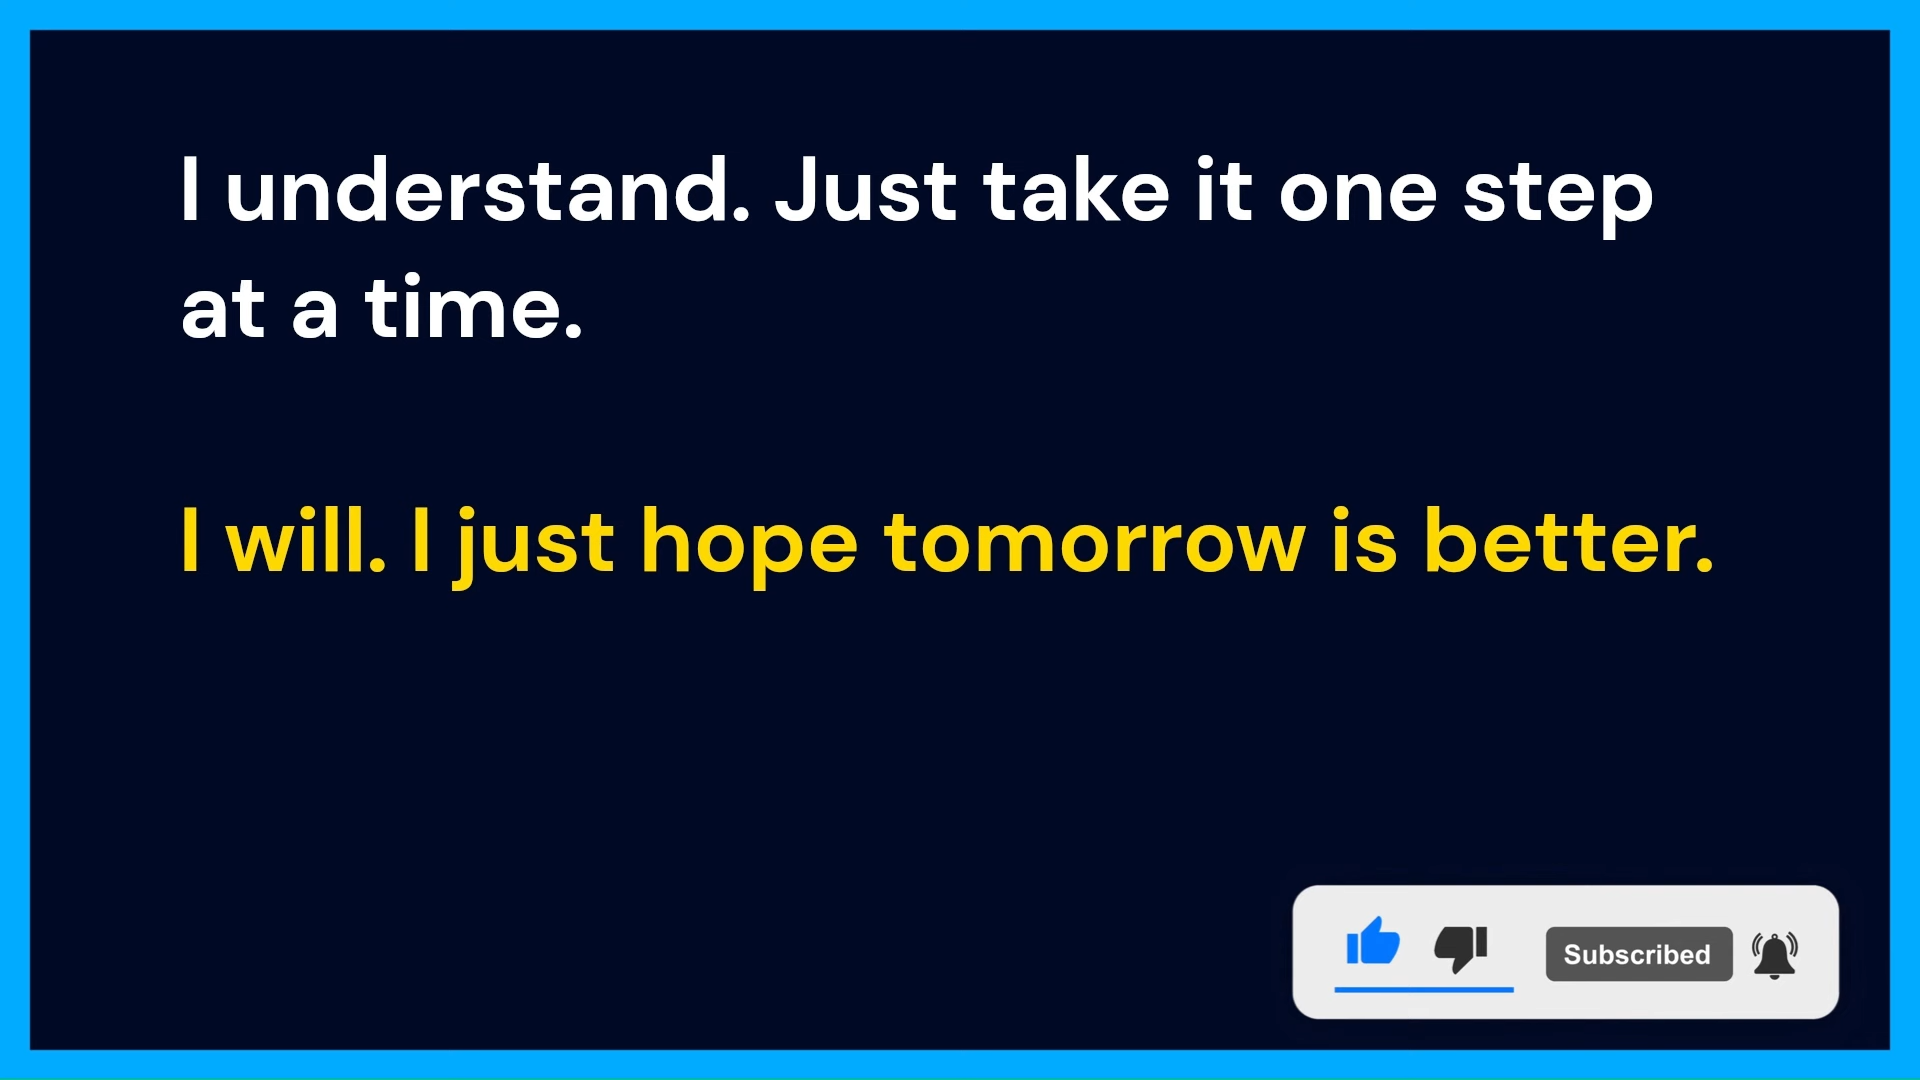 I understand. Just take it one step
at a time.
I will. I just hope tomorrow is better.
Subscribed